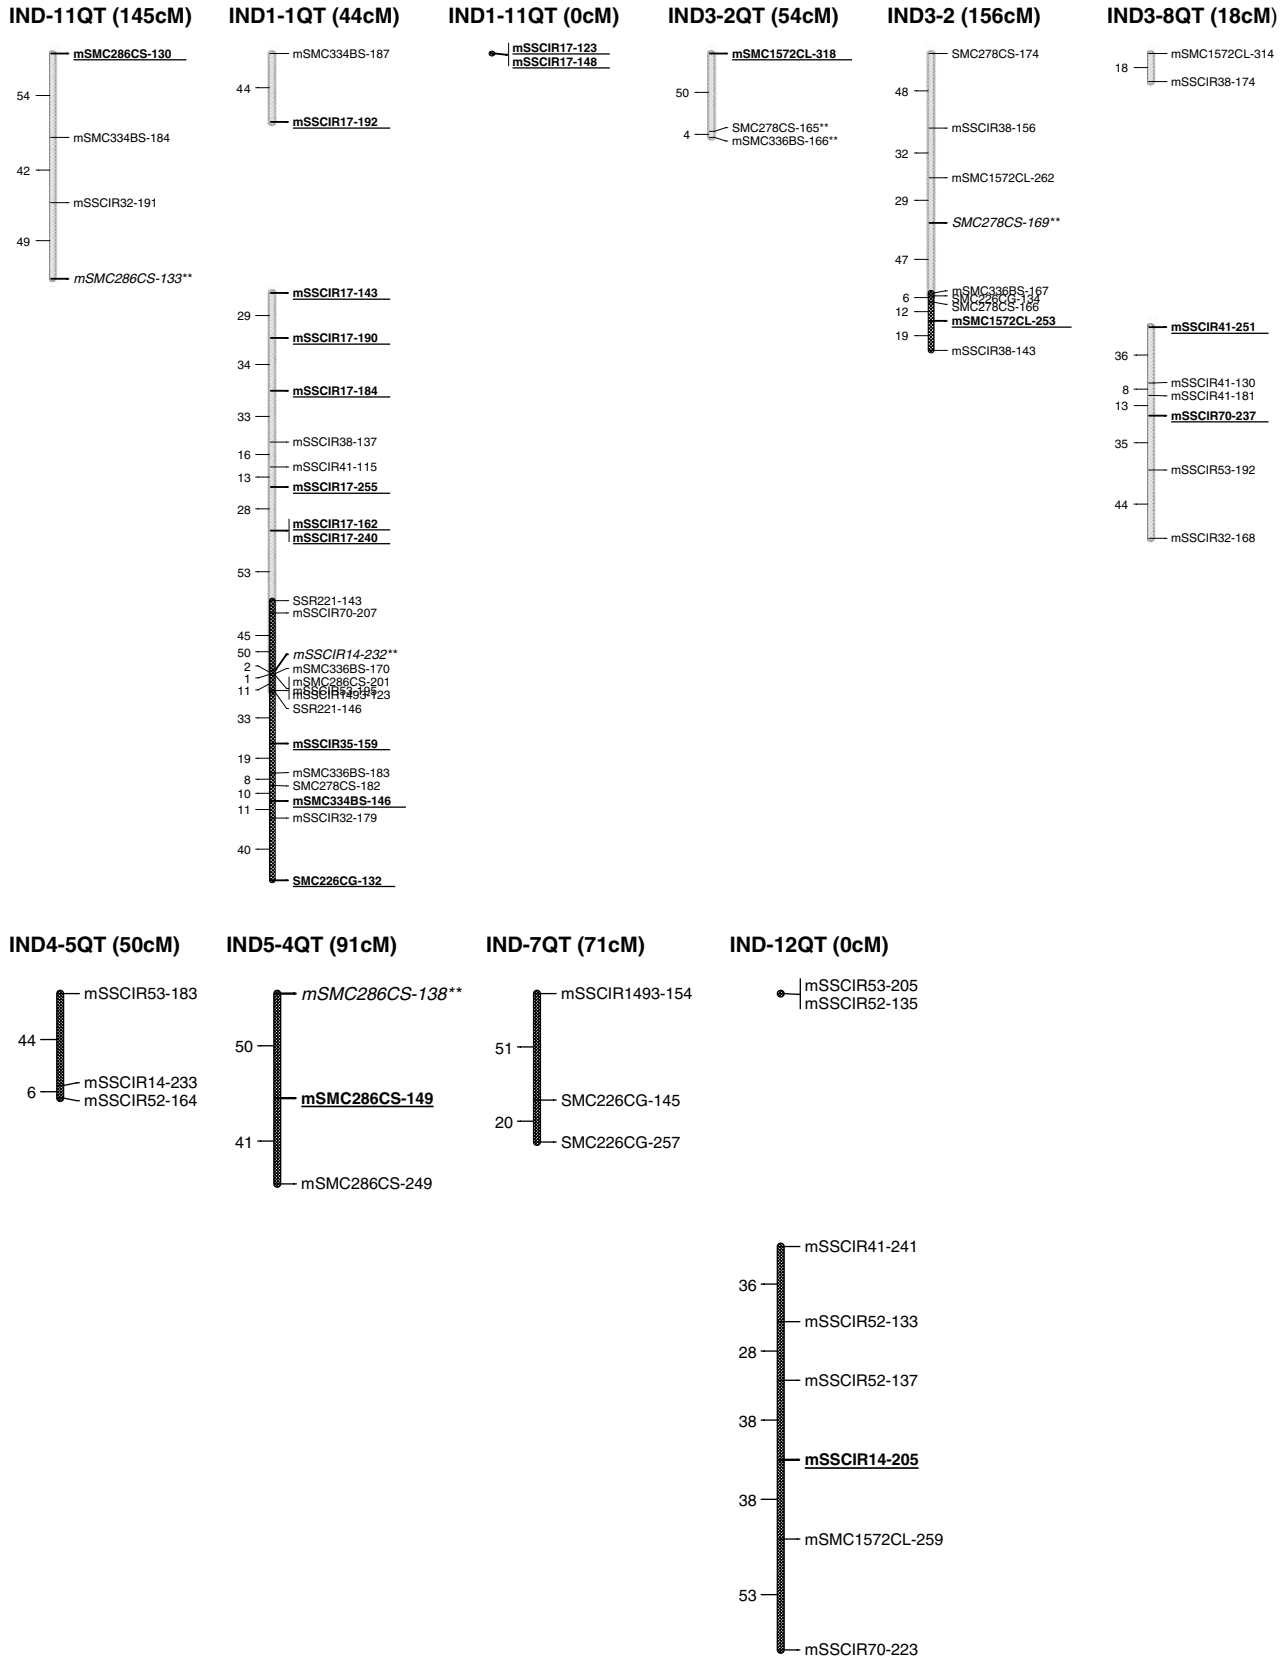 IND-11QT (145cM)
mSMC286CS-130
54
mSMC334BS-184
42
mSSCIR32-191
49
mSMC286CS-133**
IND1-1QT (44cM)
mSMC334BS-187
44
mSSCIR17-192
mSSCIR17-143
29
mSSCIR17-190
34
mSSCIR17-184
33
mSSCIR38-137
16
mSSCIR41-115
13
mSSCIR17-255
28
mSSCIR17-162
mSSCIR17-240
53
SSR221-143
mSSCIR70-207
45
mSSCIR14-232**
50
mSMC336BS-170
2
mSMC286CS-201
1
mSSCIR53-195
11
mSSCIR1493-123
SSR221-146
33
mSSCIR35-159
19
mSMC336BS-183
8
SMC278CS-182
10
mSMC334BS-146
11
mSSCIR32-179
40
SMC226CG-132
IND1-11QT (0cM)
mSSCIR17-123
mSSCIR17-148
IND3-2QT (54cM)
mSMC1572CL-318
50
SMC278CS-165**
4
mSMC336BS-166**
IND3-2 (156cM)
SMC278CS-174
48
mSSCIR38-156
32
mSMC1572CL-262
29
SMC278CS-169**
47
mSMC336BS-167
6
SMC226CG-134
SMC278CS-166
12
mSMC1572CL-253
19
mSSCIR38-143
IND3-8QT (18cM)
mSMC1572CL-314
18
mSSCIR38-174
mSSCIR41-251
36
mSSCIR41-130
8
mSSCIR41-181
13
mSSCIR70-237
35
mSSCIR53-192
44
mSSCIR32-168
IND4-5QT (50cM)
mSSCIR53-183
44
mSSCIR14-233
6
mSSCIR52-164
IND5-4QT (91cM)
mSMC286CS-138**
50
mSMC286CS-149
41
mSMC286CS-249
IND-7QT (71cM)
mSSCIR1493-154
51
SMC226CG-145
20
SMC226CG-257
IND-12QT (0cM)
mSSCIR53-205
mSSCIR52-135
mSSCIR41-241
36
mSSCIR52-133
28
mSSCIR52-137
38
mSSCIR14-205
38
mSMC1572CL-259
53
mSSCIR70-223